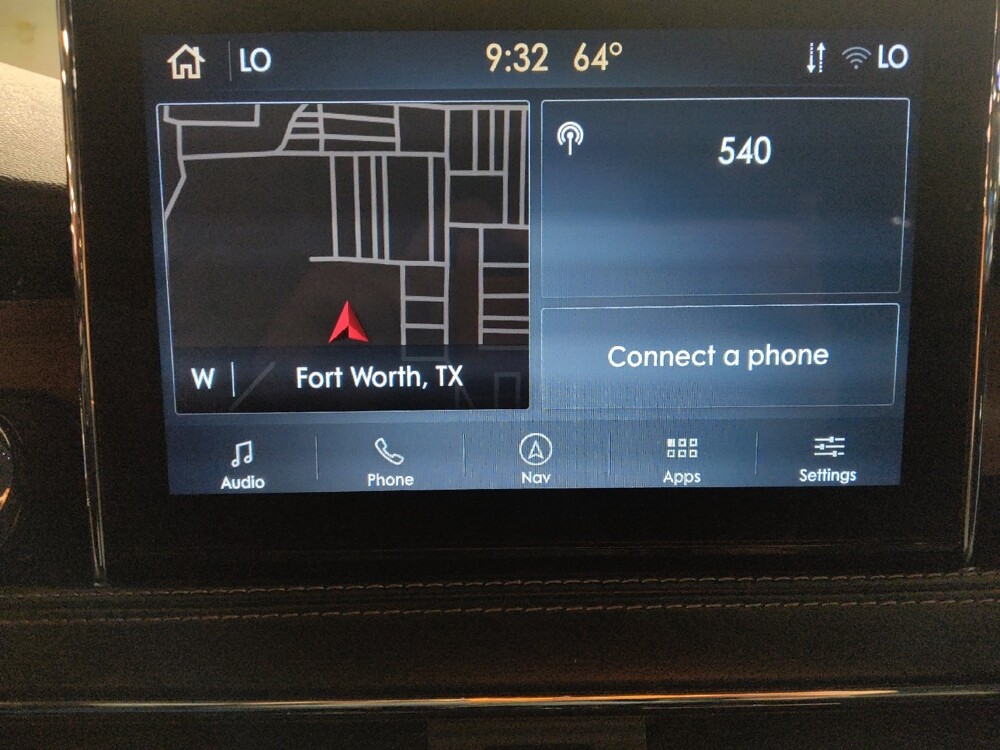 LO
9:32 64°
LO
540
Connect a phone
W
Fort Worth, TX
Audio
Phone
Nav
Apps
Settings